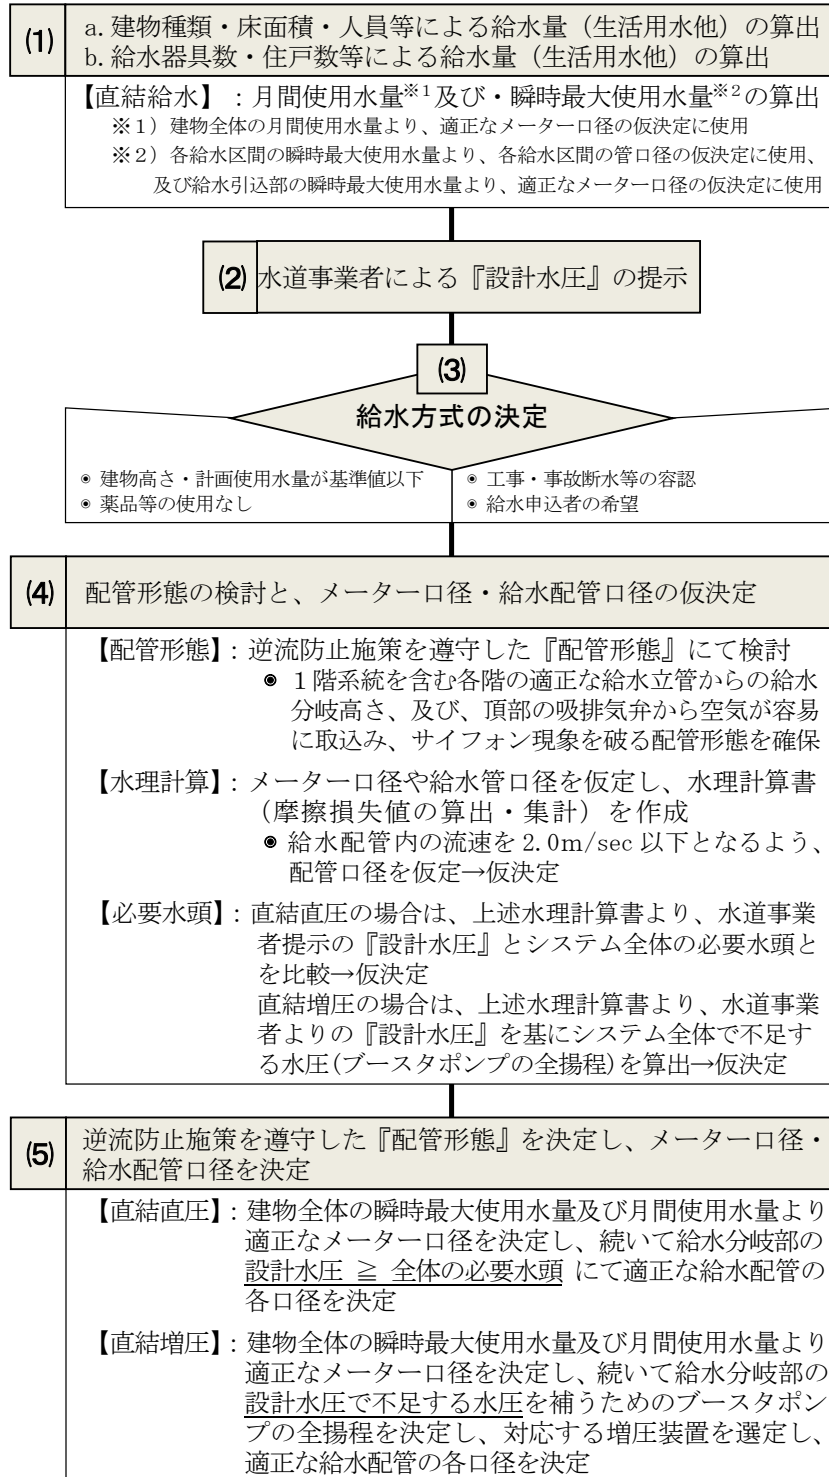 (1)
a.建物種類・床面積・人員等による給水量（生活用水他）の算出
b.給水器具数・住戸数等による給水量（生活用水他）の算出
【直結給水】：月間使用水量※1及び・瞬時最大使用水量※2の算出
※１）建物全体の月間使用水量より、適正なメーター口径の仮決定に使用
※２）各給水区間の瞬時最大使用水量より、各給水区間の管口径の仮決定に使用、
及び給水引込部の瞬時最大使用水量より、適正なメーター口径の仮決定に使用
(2) 水道事業者による『設計水圧』の提示
(3)
給水方式の決定
◉ 建物高さ・計画使用水量が基準値以下
◉ 薬品等の使用なし
◉ 工事・事故断水等の容認
◉ 給水申込者の希望
(4) 配管形態の検討と、メーター口径・給水配管口径の仮決定
【配管形態】：逆流防止施策を遵守した『配管形態』にて検討
◉ １階系統を含む各階の適正な給水立管からの給水
分岐高さ、及び、頂部の吸排気弁から空気が容易
に取込み、サイフォン現象を破る配管形態を確保
【水理計算】：メーター口径や給水管口径を仮定し、水理計算書
（摩擦損失値の算出・集計）を作成
◉ 給水配管内の流速を2.0m/sec以下となるよう、
配管口径を仮定→仮決定
【必要水頭】：直結直圧の場合は、上述水理計算書より、水道事業
者提示の『設計水圧』とシステム全体の必要水頭と
を比較→仮決定
直結増圧の場合は、上述水理計算書より、水道事業
者よりの『設計水圧』を基にシステム全体で不足す
る水圧(ブースタポンプの全揚程)を算出→仮決定
(5)
逆流防止施策を遵守した『配管形態』を決定し、メーター口径・
給水配管口径を決定
【直結直圧】：建物全体の瞬時最大使用水量及び月間使用水量より
適正なメーター口径を決定し、続いて給水分岐部の
設計水圧 ≧ 全体の必要水頭 にて適正な給水配管の
各口径を決定
【直結増圧】：建物全体の瞬時最大使用水量及び月間使用水量より
適正なメーター口径を決定し、続いて給水分岐部の
設計水圧で不足する水圧を補うためのブースタポン
プの全揚程を決定し、対応する増圧装置を選定し、
適正な給水配管の各口径を決定